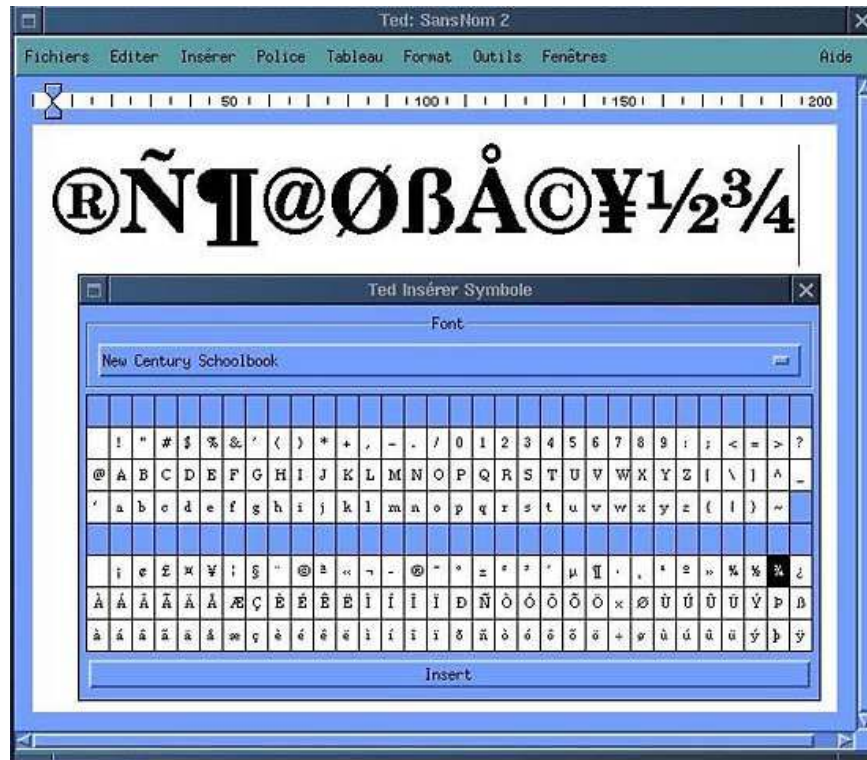 Ted: SansNom 2
Fichiers Editer Insérer Police Tableau Format Outils Fenêtres Aide
50 100 150 200
®Ñ¶@ØßÅ©¥½¾
Ted Insérer Symbole
Font
New Century Schoolbook
! " # $ % & ' ( ) * + , - . / 0 1 2 3 4 5 6 7 8 9 : ; < = > ?
@ A B C D E F G H I J K L M N O P Q R S T U V W X Y Z [ \ ] ^ _
‘ a b c d e f g h i j k l m n o p q r s t u v w x y z { | } ~
¡ ¢ £ ¤ ¥ ¦ § ¨ © ª « ¬ - ® ¯ ° ± ² ³ ´ µ ¶ · ¸ ¹ º » ¼ ½ ¾ ¿
À Á Â Ã Ä Å Æ Ç È É Ê Ë Ì Í Î Ï Ð Ñ Ò Ó Ô Õ Ö × Ø Ù Ú Û Ü Ý Þ ß
à á â ã ä å æ ç è é ê ë ì í î ï ð ñ ò ó ô õ ö ÷ ø ù ú û ü ý þ ÿ
Insert